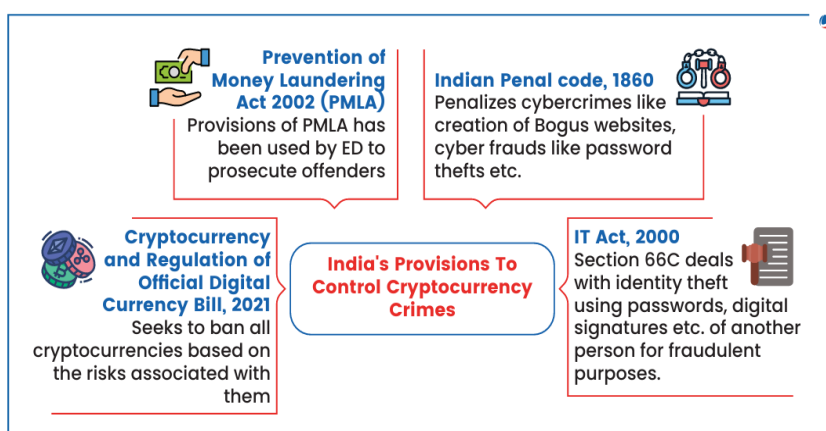 Prevention of
Money Laundering
Act 2002 (PMLA)
Provisions of PMLA has
been used by ED to
prosecute offenders
Indian Penal code, 1860
Penalizes cybercrimes like
creation of Bogus websites,
cyber frauds like password
thefts etc.
Cryptocurrency
and Regulation of
Official Digital
Currency Bill, 2021
Seeks to ban all
cryptocurrencies based on
the risks associated with
them
India's Provisions To
Control Cryptocurrency
Crimes
IT Act, 2000
Section 66C deals
with identity theft
using passwords, digital
signatures etc. of another
person for fraudulent
purposes.